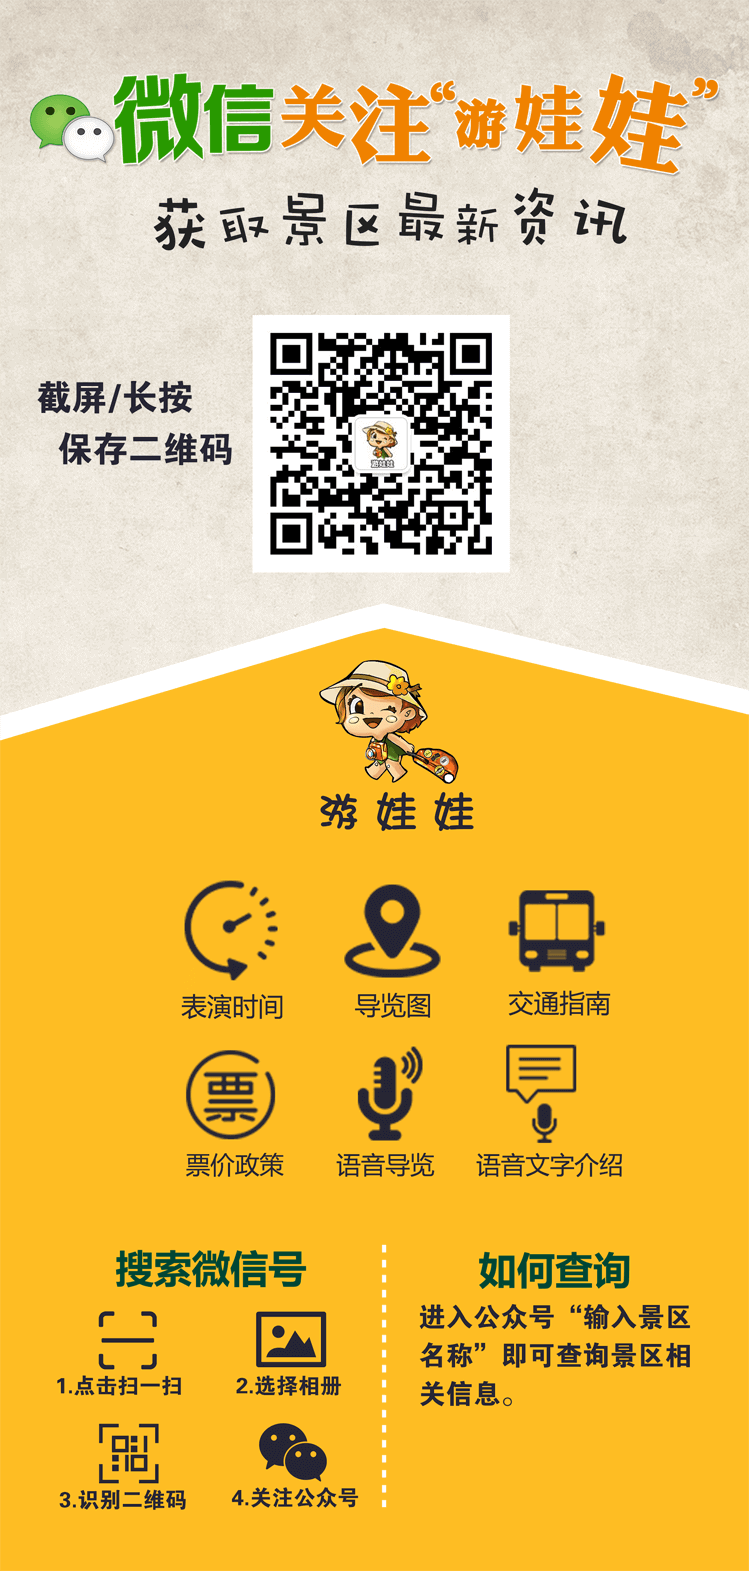 微信关注“游娃娃”
获取景区最新资讯
截屏/长按
保存二维码
游娃娃
游娃娃
表演时间
导览图
交通指南
票
票价政策
语音导览
语音文字介绍
搜索微信号
1.点击扫一扫
2.选择相册
3.识别二维码
4.关注公众号
如何查询
进入公众号“输入景区
名称”即可查询景区相
关信息。